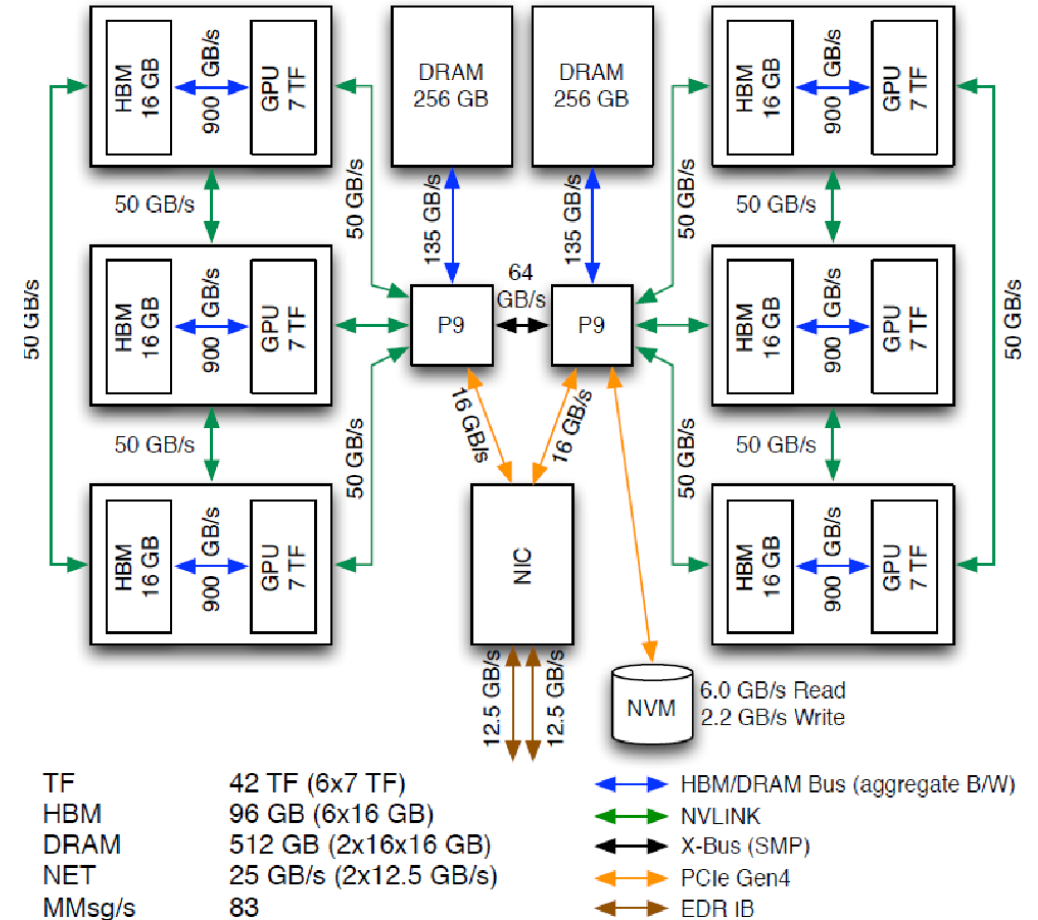 HBM
16 GB
900 GB/s
GPU
7 TF
DRAM
256 GB
DRAM
256 GB
HBM
16 GB
900 GB/s
GPU
7 TF
50 GB/s
50 GB/s
135 GB/s
135 GB/s
50 GB/s
50 GB/s
50 GB/s
HBM
16 GB
900 GB/s
GPU
7 TF
P9
64
GB/s
P9
HBM
16 GB
900 GB/s
GPU
7 TF
50 GB/s
50 GB/s
50 GB/s
16 GB/s
16 GB/s
50 GB/s
50 GB/s
HBM
16 GB
900 GB/s
GPU
7 TF
NIC
HBM
16 GB
900 GB/s
GPU
7 TF
12.5 GB/s
12.5 GB/s
NVM
6.0 GB/s Read
2.2 GB/s Write
TF 42 TF (6x7 TF)
HBM 96 GB (6x16 GB)
DRAM 512 GB (2x16x16 GB)
NET 25 GB/s (2x12.5 GB/s)
MMsg/s 83
HBM/DRAM Bus (aggregate B/W)
NVLINK
X-Bus (SMP)
PCIe Gen4
EDR IB